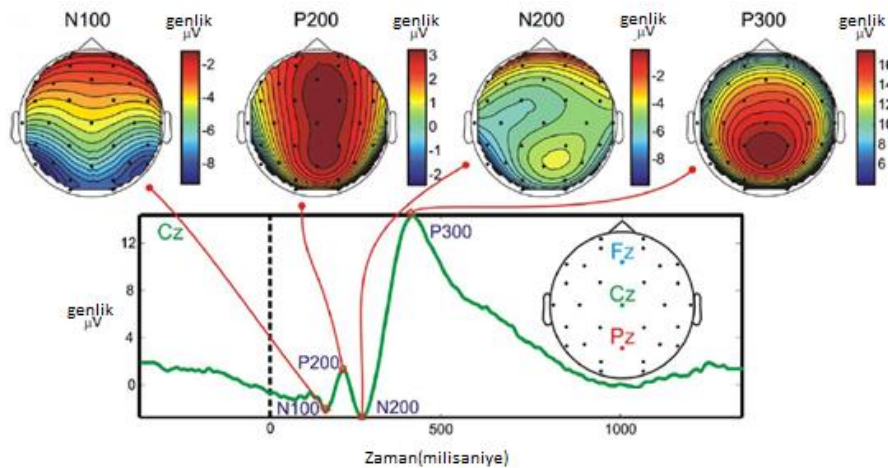 N100
genlik
μV
-2
-4
-6
-8
P200
genlik
μV
3
2
1
0
-1
-2
N200
genlik
μV
-2
-4
-6
-8
P300
genlik
μV
16
14
12
10
8
6
Cz
12
genlik
μV
4
0
P200
N100
N200
P300
Fz
Cz
Pz
0
500
1000
Zaman(milisaniye)